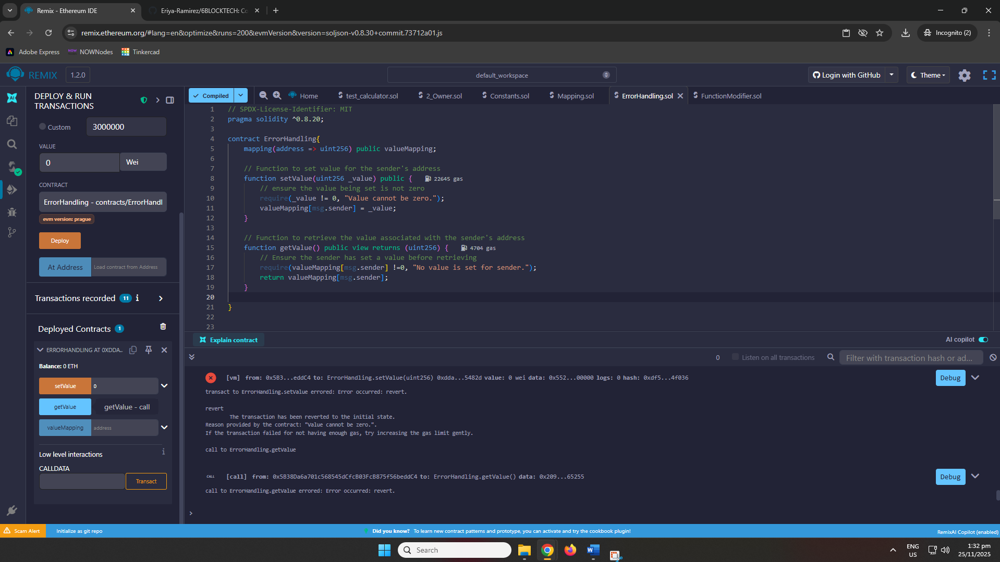 Remix - Ethereum IDE
Eriya-Ramirez/6BLOCKTECH: Co
remix.ethereum.org/#lang=en&optimize&runs=200&evmVersion&version=soljson-v0.8.30+commit.73712a01.js
Incognito (2)
Adobe Express
NOWNodes
Tinkercad
REMIX
1.2.0
default_workspace
Login with GitHub
Theme
AI
DEPLOY & RUN
TRANSACTIONS
Compiled
Home
test_calculator.sol
2_Owner.sol
Constants.sol
Mapping.sol
ErrorHandling.sol
FunctionModifier.sol
Custom
3000000
VALUE
0
Wei
CONTRACT
ErrorHandling - contracts/ErrorHandl
evm version: prague
Deploy
At Address
Load contract from Address
Transactions recorded 11 i
Deployed Contracts 1
ERRORHANDLING AT 0XDDA...
Balance: 0 ETH
setValue
0
getValue
getValue - call
valueMapping
address
Low level interactions
i
CALLDATA
Transact
1 // SPDX-License-Identifier: MIT
2 pragma solidity ^0.8.20;
3
4 contract ErrorHandling{
5 mapping(address => uint256) public valueMapping;
6
7 // Function to set value for the sender's address
8 function setValue(uint256 _value) public { 22645 gas
9 // ensure the value being set is not zero
10 require(_value != 0, "Value cannot be zero.");
11 valueMapping[msg.sender] = _value;
12 }
13
14 // Function to retrieve the value associated with the sender's address
15 function getValue() public view returns (uint256) { 4704 gas
16 // Ensure the sender has set a value before retrieving
17 require(valueMapping[msg.sender] !=0, "No value is set for sender.");
18 return valueMapping[msg.sender];
19 }
20
21 }
22
23
Explain contract
AI copilot
0
Listen on all transactions
Filter with transaction hash or ad...
[vm] from: 0x5B3...eddC4 to: ErrorHandling.setValue(uint256) 0xdda...5482d value: 0 wei data: 0x552...00000 logs: 0 hash: 0xdf5...4f036
Debug
transact to ErrorHandling.setValue errored: Error occurred: revert.
revert
The transaction has been reverted to the initial state.
Reason provided by the contract: "Value cannot be zero.".
If the transaction failed for not having enough gas, try increasing the gas limit gently.
call to ErrorHandling.getValue
CALL
[call] from: 0x5B38Da6a701c568545dCfcB03FcB875f56beddC4 to: ErrorHandling.getValue() data: 0x209...65255
Debug
call to ErrorHandling.getValue errored: Error occurred: revert.
>
Scam Alert
Initialize as git repo
Did you know? To learn new contract patterns and prototype, you can activate and try the cookbook plugin!
RemixAI Copilot (enabled)
Search
ENG
US
1:32 pm
25/11/2025